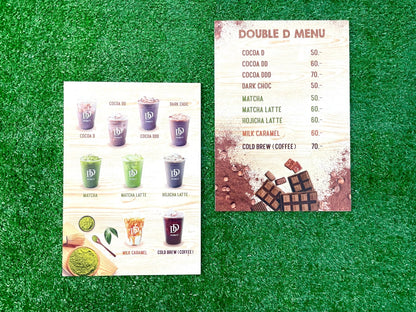 COCOA DD
DARK CHOC
COCOA D
COCOA DDD
MATCHA
MATCHA LATTE
HOJICHA LATTE
MILK CARAMEL
COLD BREW (COFFEE)
DOUBLE D MENU
COCOA D 50.-
COCOA DD 60.-
COCOA DDD 70.-
DARK CHOC 50.-
MATCHA 50.-
MATCHA LATTE 60.-
HOJICHA LATTE 60.-
MILK CARAMEL 60.-
COLD BREW (COFFEE) 70.-